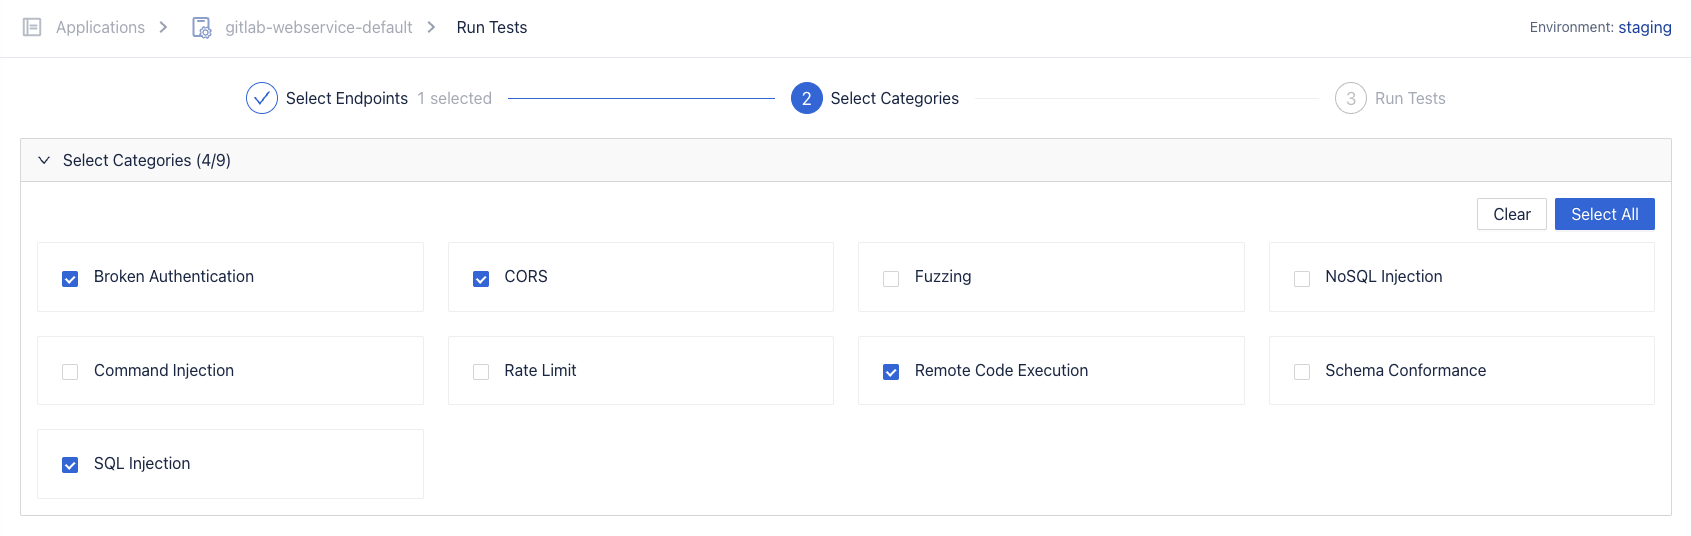 Applications
gitlab-webservice-default
Run Tests
Environment: staging
Select Endpoints 1 selected
2 Select Categories
3 Run Tests
Select Categories (4/9)
Clear
Select All
Broken Authentication
CORS
Fuzzing
NoSQL Injection
Command Injection
Rate Limit
Remote Code Execution
Schema Conformance
SQL Injection